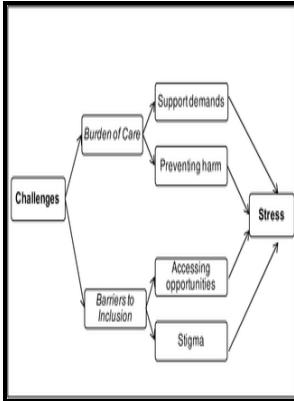 Support demands
Burden of Care
Preventing harm
Challenges
Stress
Accessing
opportunities
Barriers to
Inclusion
Stigma